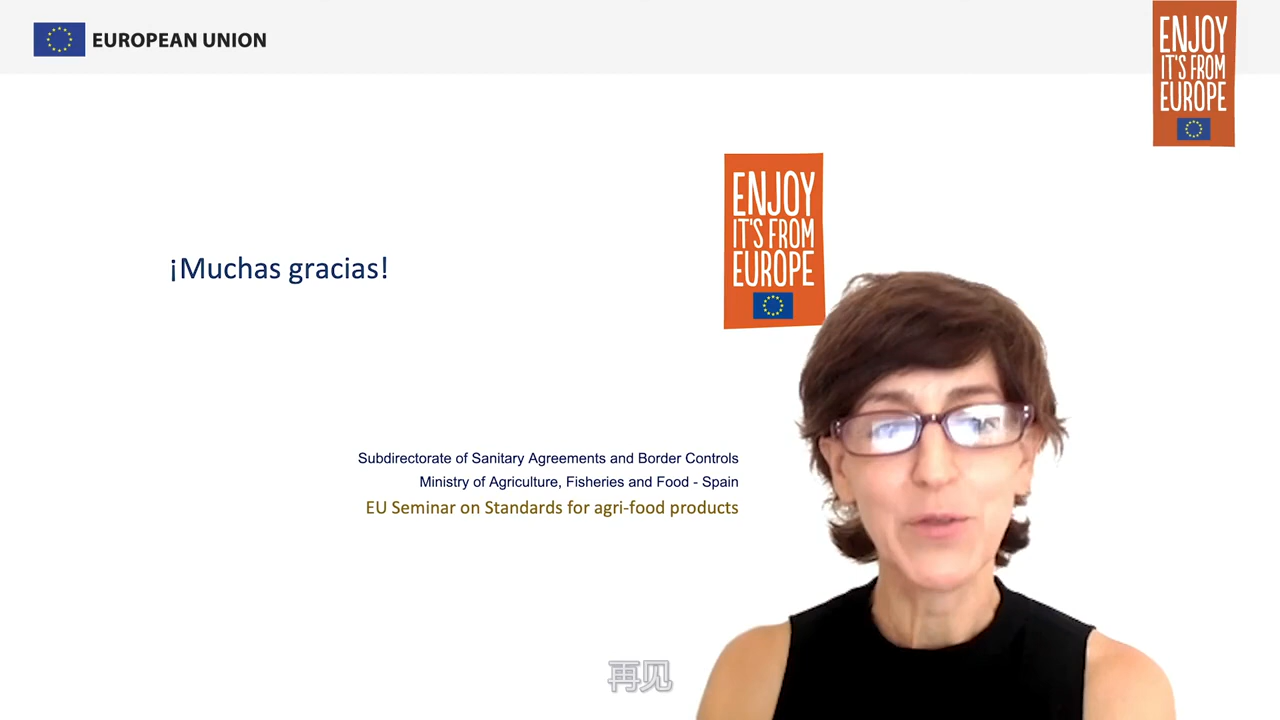 EUROPEAN UNION
ENJOY
IT'S FROM
EUROPE
ENJOY
IT'S FROM
EUROPE
¡Muchas gracias!
Subdirectorate of Sanitary Agreements and Border Controls
Ministry of Agriculture, Fisheries and Food - Spain
EU Seminar on Standards for agri-food products
再见